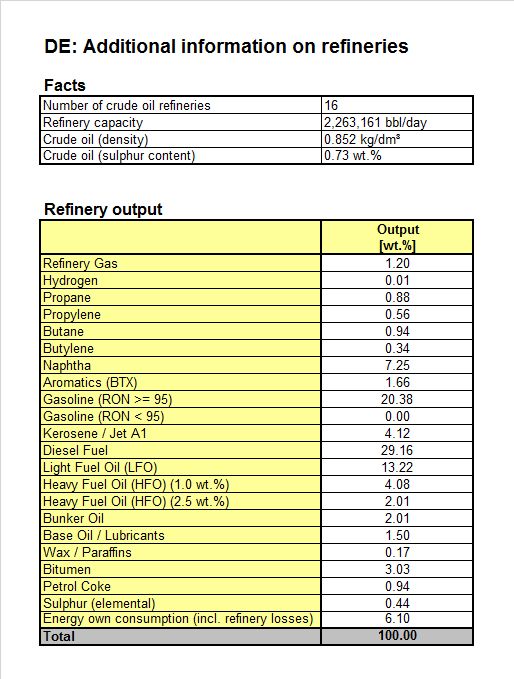 DE: Additional information on refineries
Facts
Number of crude oil refineries 16
Refinery capacity 2,263,161 bbl/day
Crude oil (density) 0.852 kg/dm³
Crude oil (sulphur content) 0.73 wt.%
Refinery output
Output
[wt.%]
Refinery Gas 1.20
Hydrogen 0.01
Propane 0.88
Propylene 0.56
Butane 0.94
Butylene 0.34
Naphtha 7.25
Aromatics (BTX) 1.66
Gasoline (RON >= 95) 20.38
Gasoline (RON < 95) 0.00
Kerosene / Jet A1 4.12
Diesel Fuel 29.16
Light Fuel Oil (LFO) 13.22
Heavy Fuel Oil (HFO) (1.0 wt.%) 4.08
Heavy Fuel Oil (HFO) (2.5 wt.%) 2.01
Bunker Oil 2.01
Base Oil / Lubricants 1.50
Wax / Paraffins 0.17
Bitumen 3.03
Petrol Coke 0.94
Sulphur (elemental) 0.44
Energy own consumption (incl. refinery losses) 6.10
Total 100.00